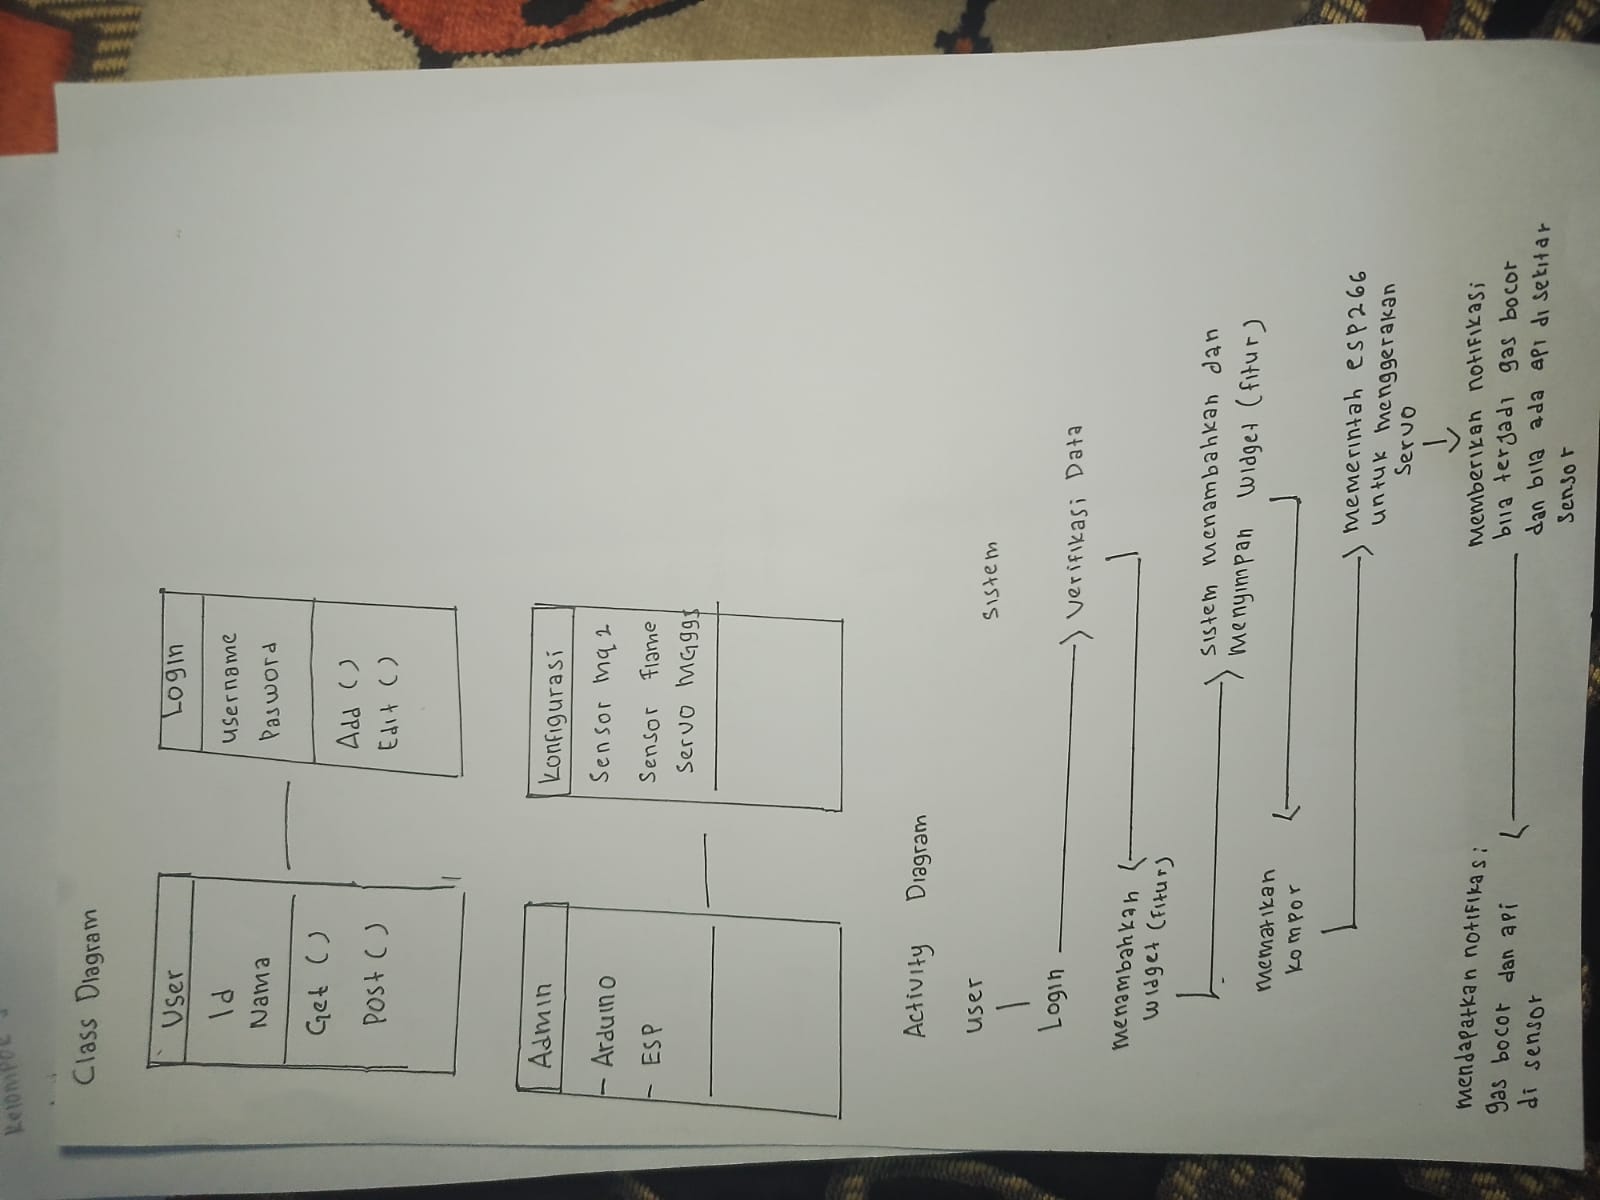 Class Diagram
User
Id
Nama
Get ( )
Post ( )
Login
Username
Pasword
Add ( )
Edit ( )
Admin
- Arduino
- ESP
Konfigurasi
Sensor Mq2
Sensor Flame
Servo MG995
Activity Diagram
User
Sistem
Login
Verifikasi Data
menambahkan
widget (fitur)
Sistem menambahkan dan
menyimpan widget (fitur)
mematikan
kompor
memerintah esp266
untuk menggerakan
Servo
memberikan notifikasi
bila terjadi gas bocor
dan bila ada api di sekitar
sensor
mendapatkan notifikasi
gas bocor dan api
di sensor